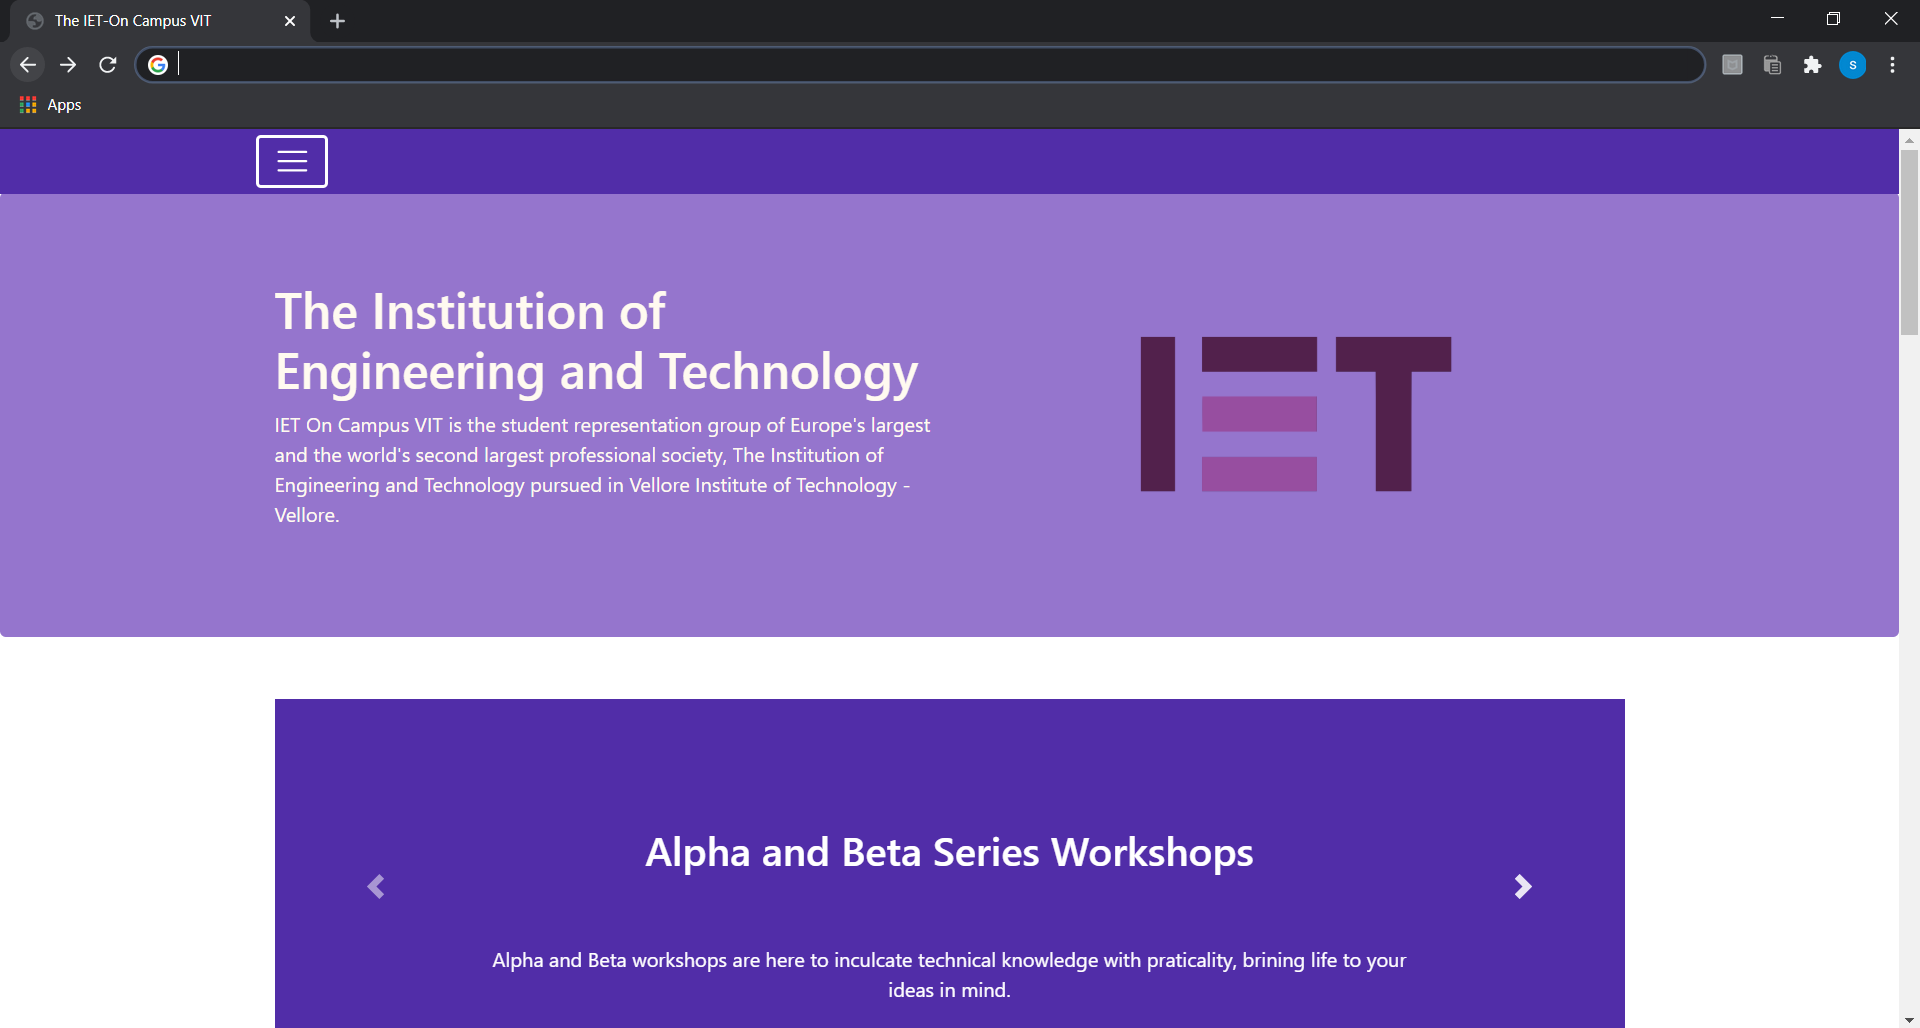 The IET-On Campus VIT
S
Apps
The Institution of
Engineering and Technology
IET On Campus VIT is the student representation group of Europe's largest
and the world's second largest professional society, The Institution of
Engineering and Technology pursued in Vellore Institute of Technology -
Vellore.
IET
Alpha and Beta Series Workshops
Alpha and Beta workshops are here to inculcate technical knowledge with praticality, brining life to your
ideas in mind.